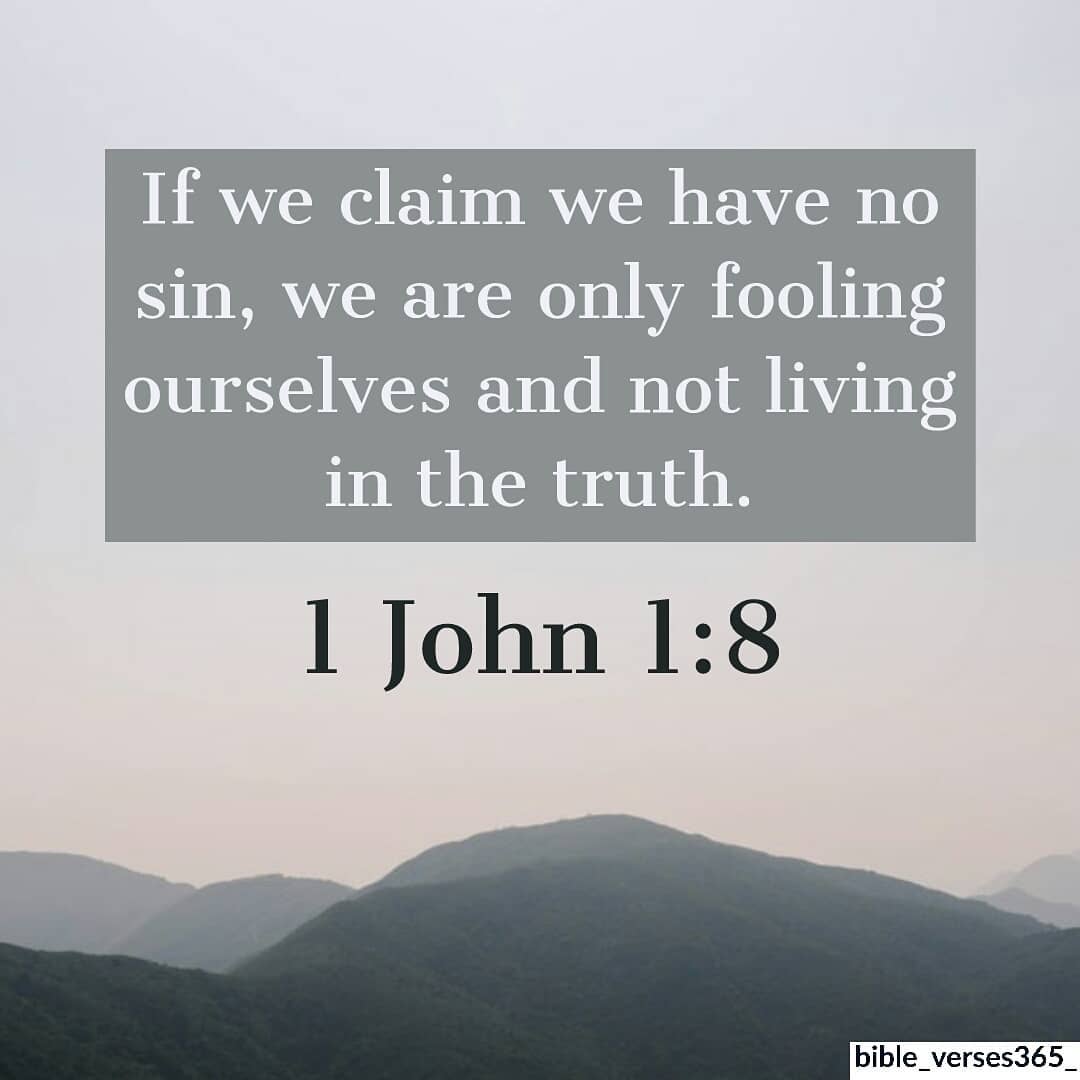 If we claim we have no
sin, we are only fooling
ourselves and not living
in the truth.
1 John 1:8
bible_verses365_